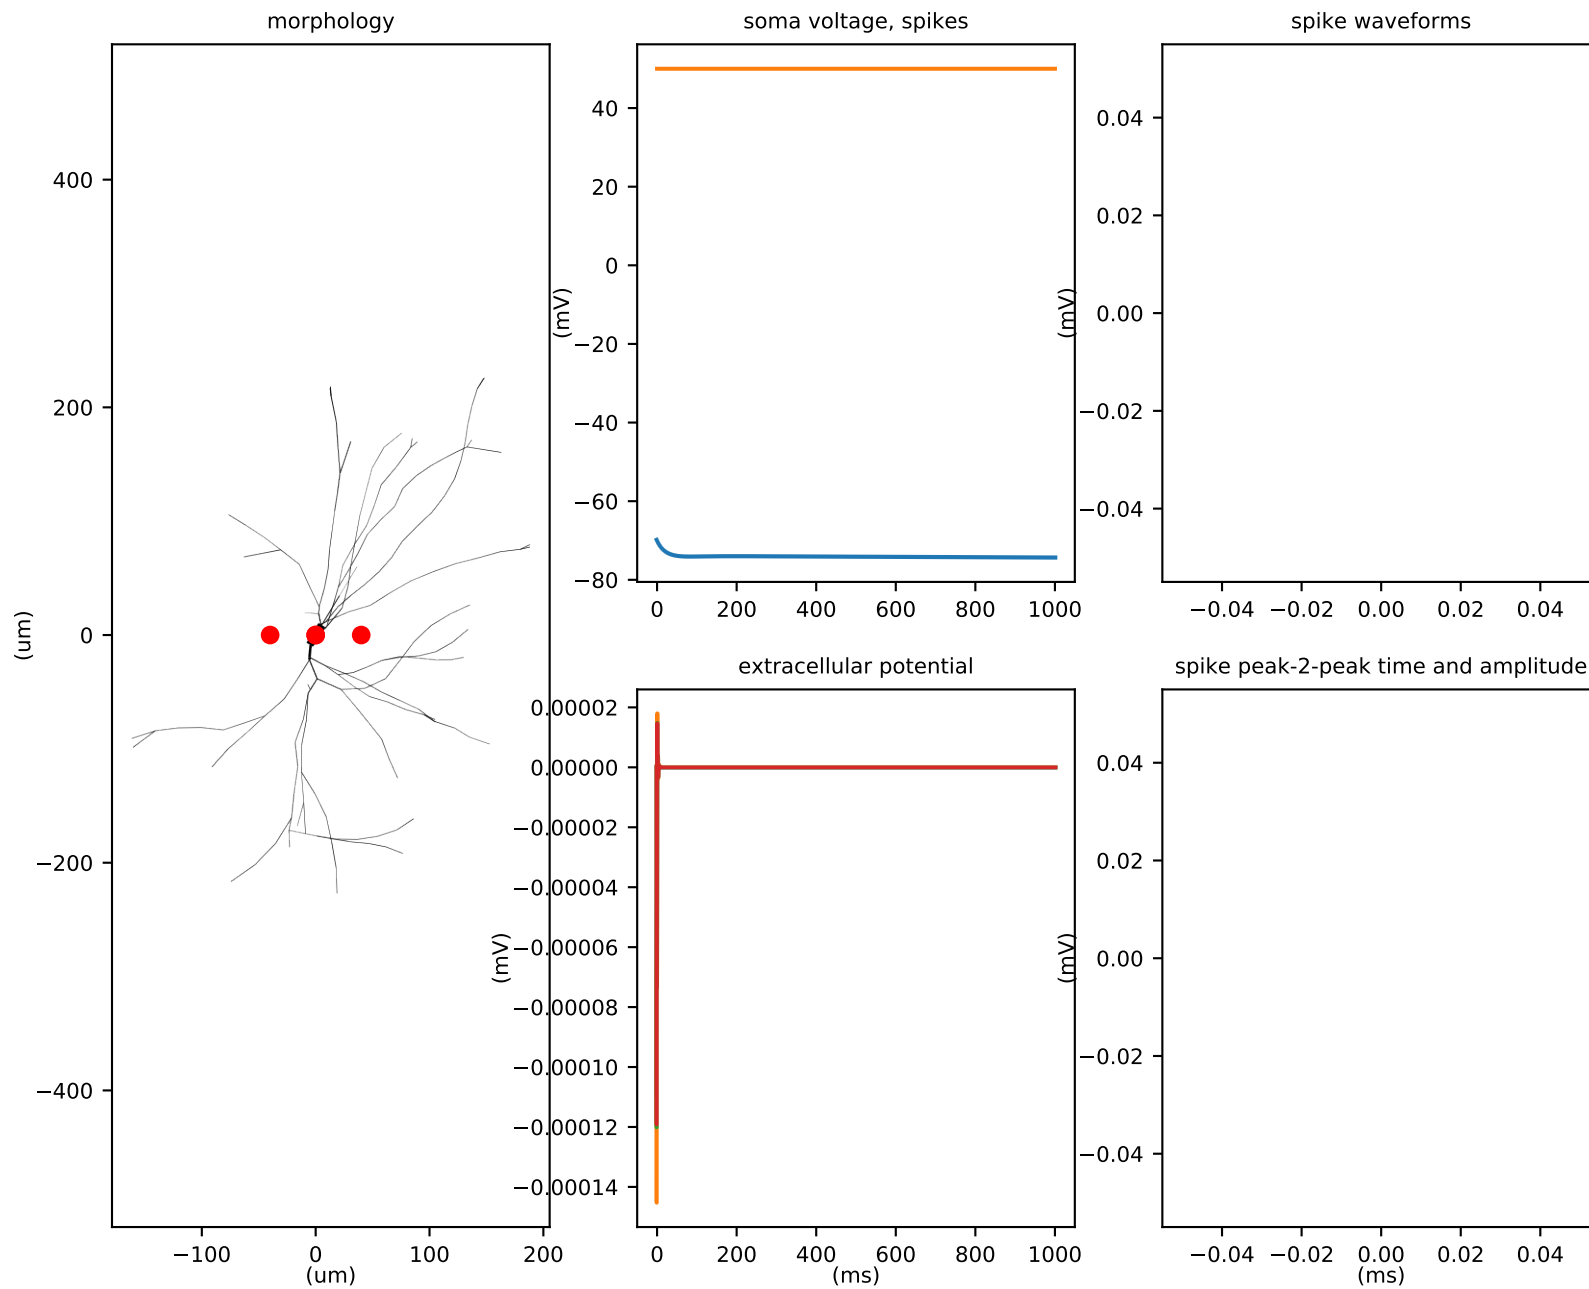 morphology
400
200
0
−200
−400
(um)
−100 0 100 200
(um)
soma voltage, spikes
40
20
0
−20
−40
−60
−80
(mV)
0 200 400 600 800 1000
spike waveforms
0.04
0.02
0.00
−0.02
−0.04
(mV)
−0.04 −0.02 0.00 0.02 0.04
extracellular potential
0.00002
0.00000
−0.00002
−0.00004
−0.00006
−0.00008
−0.00010
−0.00012
−0.00014
(mV)
0 200 400 600 800 1000
(ms)
spike peak-2-peak time and amplitude
0.04
0.02
0.00
−0.02
−0.04
(mV)
−0.04 −0.02 0.00 0.02 0.04
(ms)